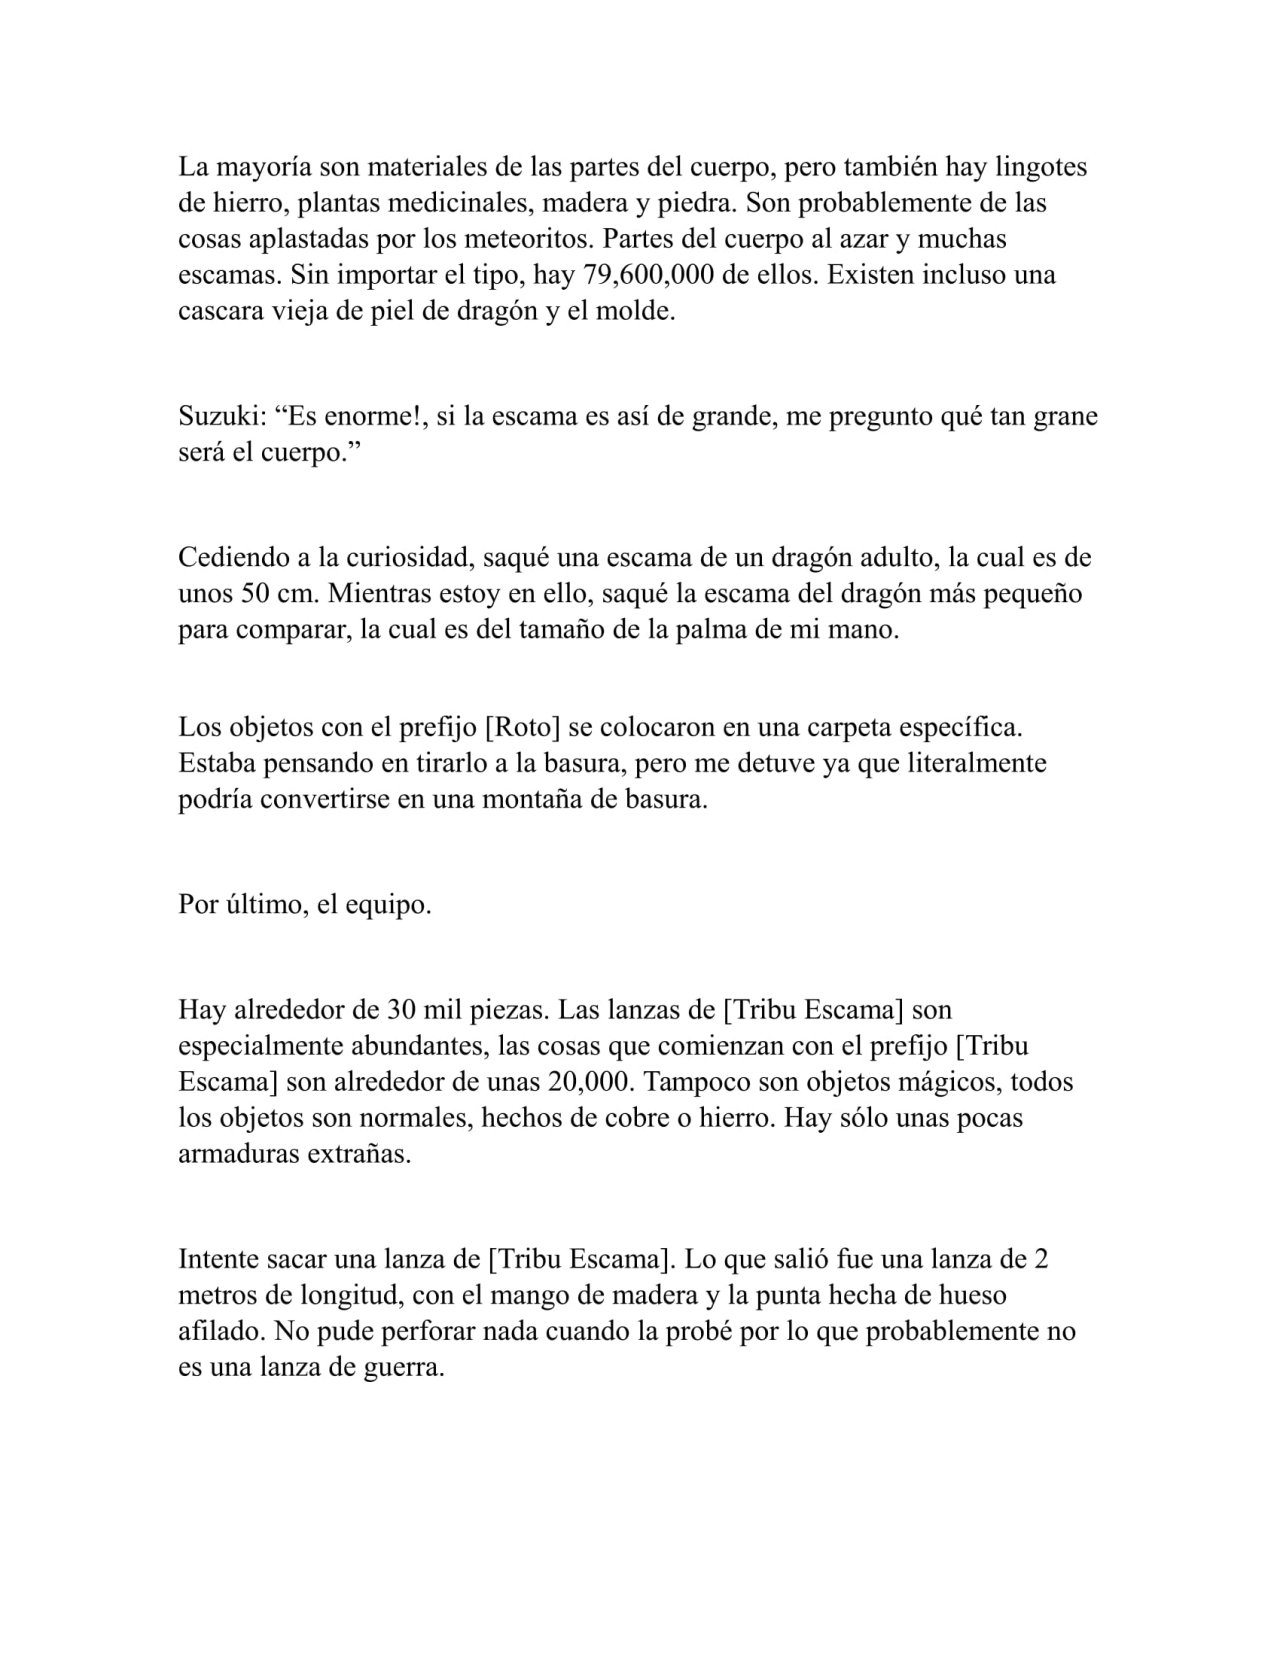 La mayoría son materiales de las partes del cuerpo, pero también hay lingotes
de hierro, plantas medicinales, madera y piedra. Son probablemente de las
cosas aplastadas por los meteoritos. Partes del cuerpo al azar y muchas
escamas. Sin importar el tipo, hay 79,600,000 de ellos. Existen incluso una
cascara vieja de piel de dragón y el molde.
Suzuki: “Es enorme!, si la escama es así de grande, me pregunto qué tan grane
será el cuerpo.”
Cediendo a la curiosidad, saqué una escama de un dragón adulto, la cual es de
unos 50 cm. Mientras estoy en ello, saqué la escama del dragón más pequeño
para comparar, la cual es del tamaño de la palma de mi mano.
Los objetos con el prefijo [Roto] se colocaron en una carpeta específica.
Estaba pensando en tirarlo a la basura, pero me detuve ya que literalmente
podría convertirse en una montaña de basura.
Por último, el equipo.
Hay alrededor de 30 mil piezas. Las lanzas de [Tribu Escama] son
especialmente abundantes, las cosas que comienzan con el prefijo [Tribu
Escama] son alrededor de unas 20,000. Tampoco son objetos mágicos, todos
los objetos son normales, hechos de cobre o hierro. Hay sólo unas pocas
armaduras extrañas.
Intente sacar una lanza de [Tribu Escama]. Lo que salió fue una lanza de 2
metros de longitud, con el mango de madera y la punta hecha de hueso
afilado. No pude perforar nada cuando la probé por lo que probablemente no
es una lanza de guerra.